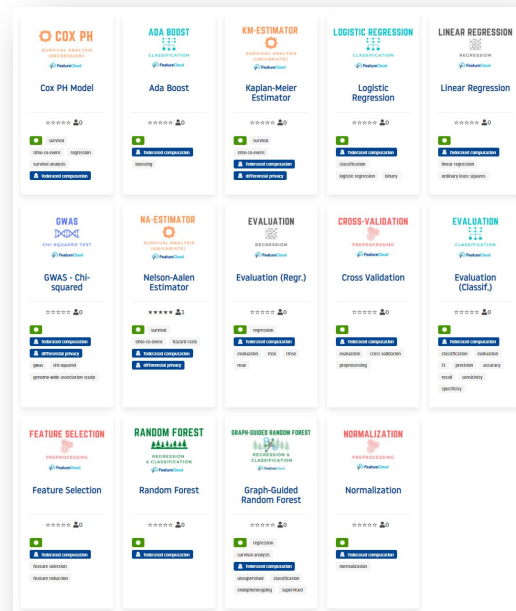 COX PH
SURVIVAL ANALYSIS
(REGRESSION)
FeatureCloud
Cox PH Model
0
survival
time-to-event regression
survival analysis
federated computation
ADA BOOST
CLASSIFICATION
FeatureCloud
Ada Boost
0
federated computation
boosting
KM-ESTIMATOR
SURVIVAL ANALYSIS
(UNIVARIATE)
FeatureCloud
Kaplan-Meier
Estimator
0
survival
time-to-event
federated computation
differential privacy
LOGISTIC REGRESSION
CLASSIFICATION
FeatureCloud
Logistic
Regression
0
federated computation
classification
logistic regression binary
LINEAR REGRESSION
REGRESSION
FeatureCloud
Linear Regression
0
federated computation
linear regression
ordinary least squares
GWAS
CHI-SQUARED TEST
FeatureCloud
GWAS - Chi-
squared
0
federated computation
differential privacy
gwas chi-squared
genome-wide association study
NA-ESTIMATOR
SURVIVAL ANALYSIS
(UNIVARIATE)
FeatureCloud
Nelson-Aalen
Estimator
1
survival
time-to-event hazard ratio
federated computation
differential privacy
EVALUATION
REGRESSION
FeatureCloud
Evaluation (Regr.)
0
regression
federated computation
evaluation mse rmse
mae
CROSS-VALIDATION
PREPROCESSING
FeatureCloud
Cross Validation
0
federated computation
evaluation cross validation
preprocessing
EVALUATION
CLASSIFICATION
FeatureCloud
Evaluation
(Classif.)
0
federated computation
classification evaluation
f1 precision accuracy
recall sensitivity
specificity
FEATURE SELECTION
PREPROCESSING
FeatureCloud
Feature Selection
0
federated computation
feature selection
feature reduction
RANDOM FOREST
REGRESSION
& CLASSIFICATION
FeatureCloud
Random Forest
0
federated computation
GRAPH-GUIDED RANDOM FOREST
REGRESSION &
CLASSIFICATION
FeatureCloud
Graph-Guided
Random Forest
0
regression
survival analysis
federated computation
unsupervised classification
endophenotyping supervised
NORMALIZATION
PREPROCESSING
FeatureCloud
Normalization
0
federated computation
normalization